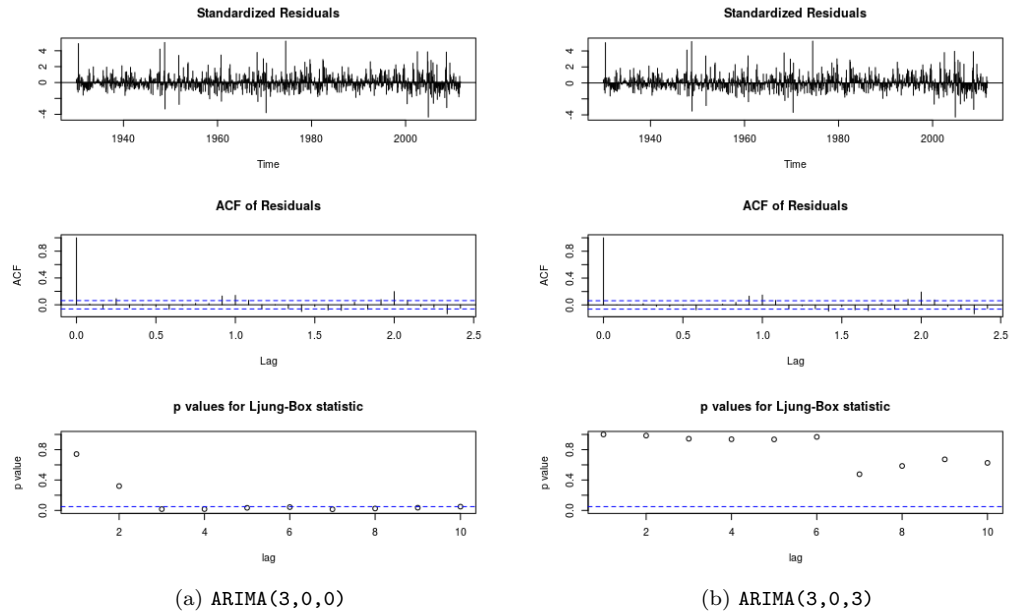 Standardized Residuals
4
2
0
-4
1940 1960 1980 2000
Time
ACF of Residuals
ACF
0.8
0.4
0.0
0.0 0.5 1.0 1.5 2.0 2.5
Lag
p values for Ljung-Box statistic
p value
0.8
0.4
0.0
2 4 6 8 10
lag
(a) ARIMA(3,0,0)
Standardized Residuals
4
2
0
-4
1940 1960 1980 2000
Time
ACF of Residuals
ACF
0.8
0.4
0.0
0.0 0.5 1.0 1.5 2.0 2.5
Lag
p values for Ljung-Box statistic
p value
0.8
0.4
0.0
2 4 6 8 10
lag
(b) ARIMA(3,0,3)